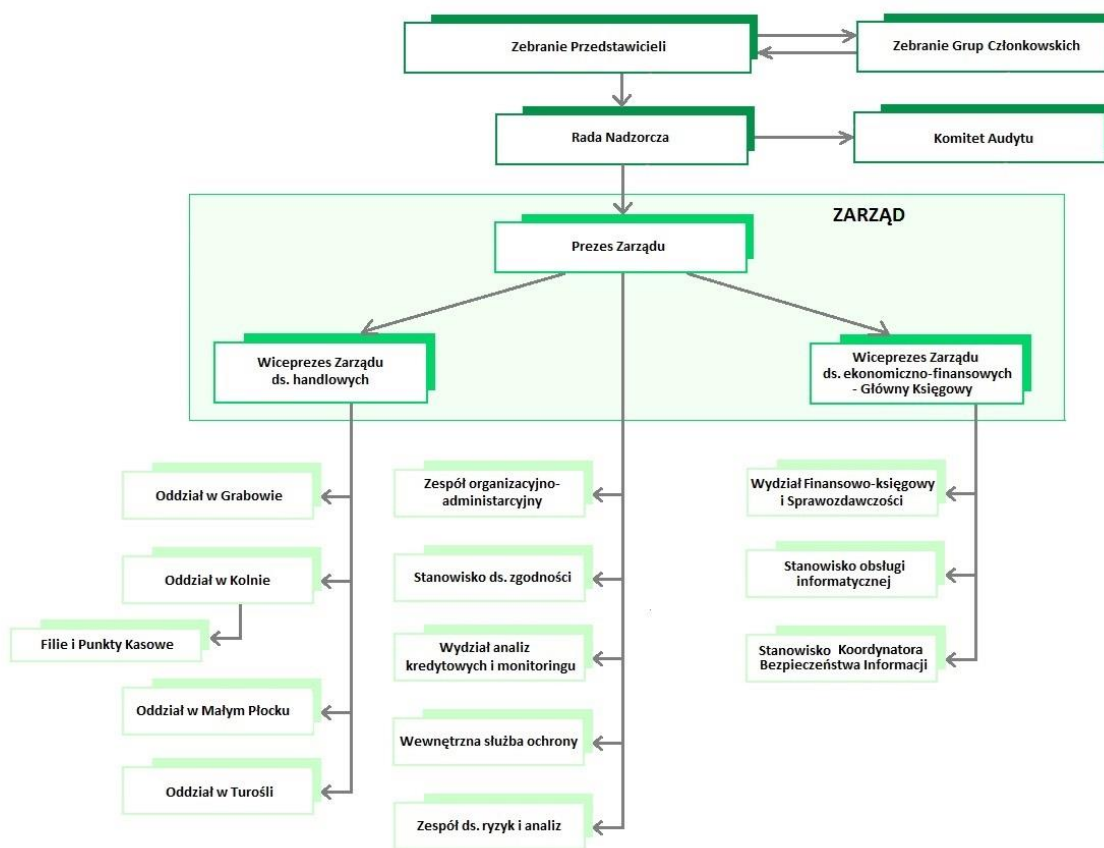 Zebranie Przedstawicieli
Zebranie Grup Członkowskich
Rada Nadzorcza
Komitet Audytu
ZARZĄD
Prezes Zarządu
Wiceprezes Zarządu
ds. handlowych
Wiceprezes Zarządu
ds. ekonomiczno-finansowych
- Główny Księgowy
Oddział w Grabowie
Oddział w Kolnie
Filie i Punkty Kasowe
Oddział w Małym Płocku
Oddział w Turośli
Zespół organizacyjno-
administarcyjny
Stanowisko ds. zgodności
Wydział analiz
kredytowych i monitoringu
Wewnętrzna służba ochrony
Zespół ds. ryzyk i analiz
Wydział Finansowo-księgowy
i Sprawozdawczości
Stanowisko obsługi
informatycznej
Stanowisko Koordynatora
Bezpieczeństwa Informacji